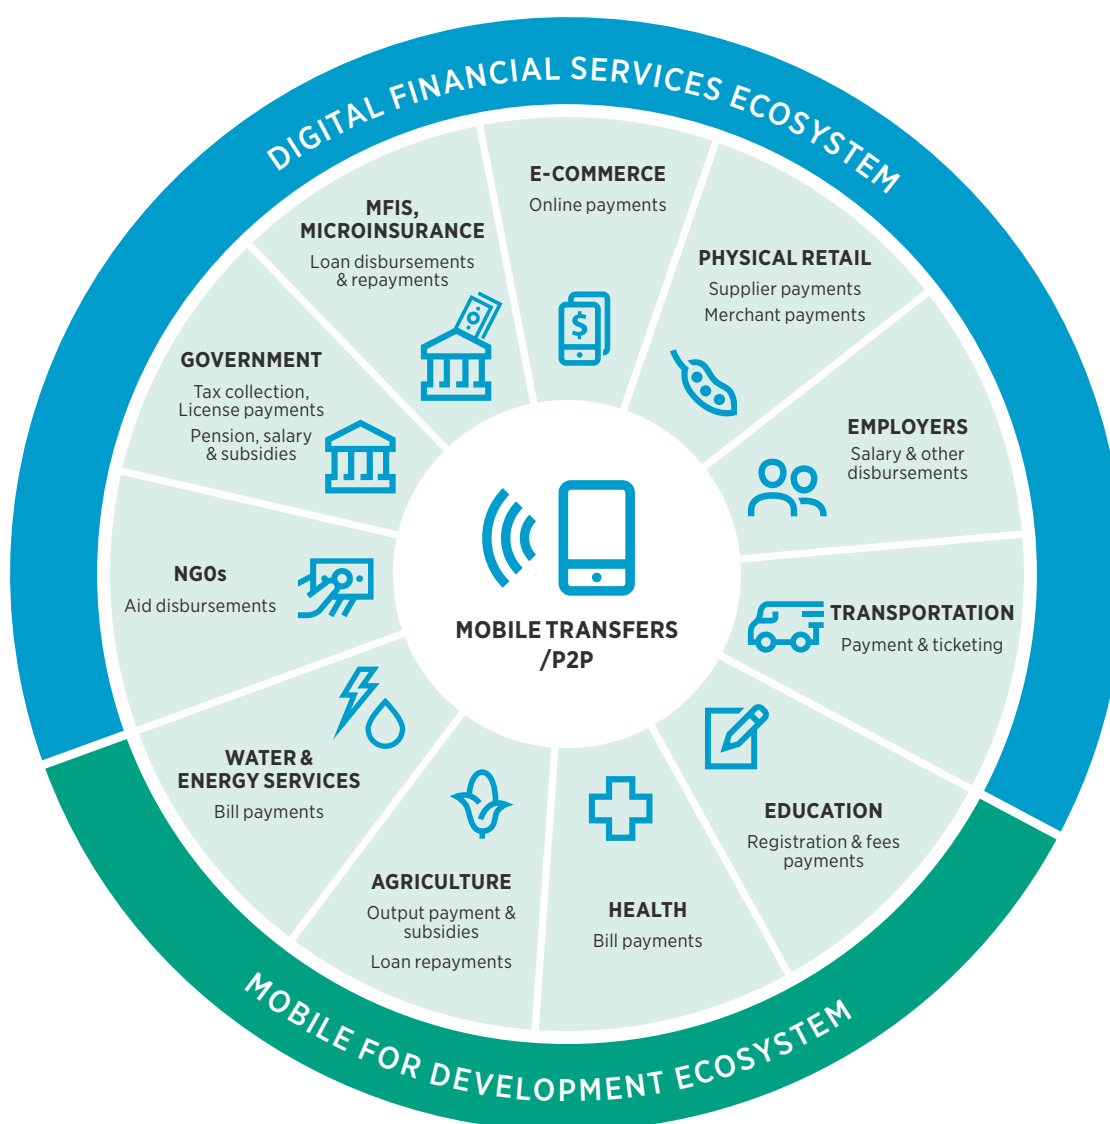 DIGITAL FINANCIAL SERVICES ECOSYSTEM
E-COMMERCE
Online payments
PHYSICAL RETAIL
Supplier payments
Merchant payments
EMPLOYERS
Salary & other
disbursements
TRANSPORTATION
Payment & ticketing
EDUCATION
Registration & fees
payments
HEALTH
Bill payments
AGRICULTURE
Output payment &
subsidies
Loan repayments
WATER &
ENERGY SERVICES
Bill payments
NG0s
Aid disbursements
GOVERNMENT
Tax collection,
License payments
Pension, salary
& subsidies
MFIS,
MICROINSURANCE
Loan disbursements
& repayments
$
MOBILE TRANSFERS
/P2P
MOBILE FOR DEVELOPMENT ECOSYSTEM